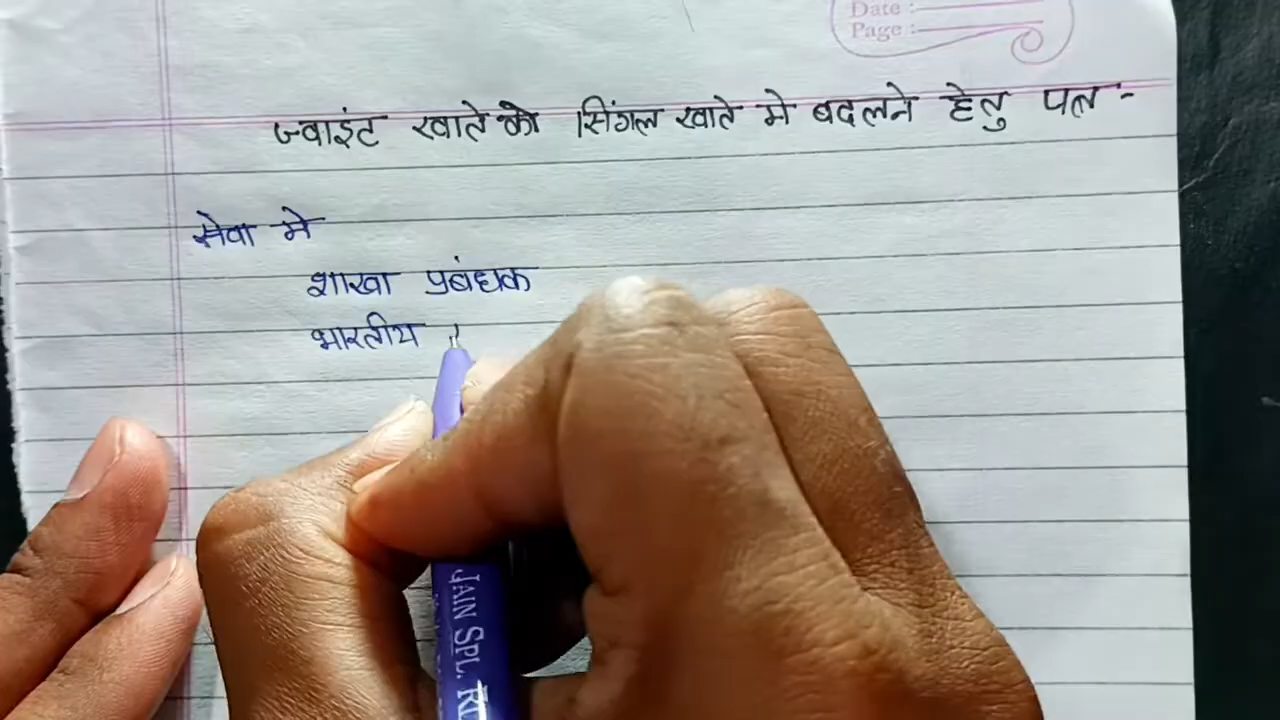 Date :
Page :
ज्वाइंट खाते को सिंगल खाते मे बदलने हेतु पत्र :-
सेवा मे
शाखा प्रबंधक
भारतीय
JAIN SPL.